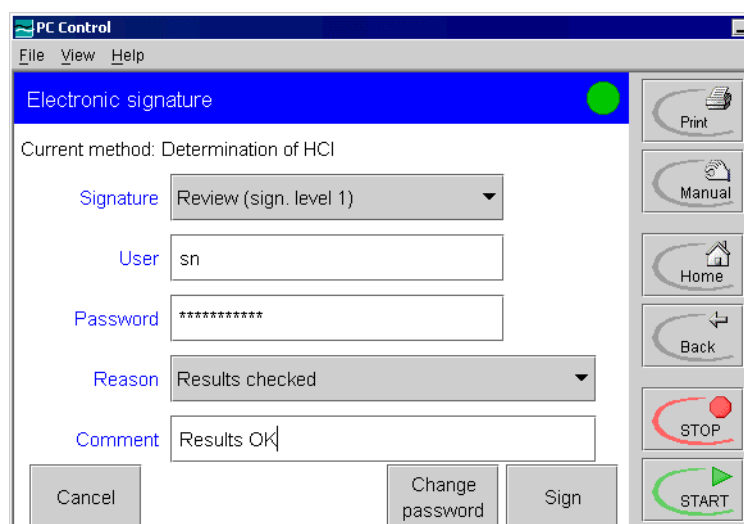 PC Control
File View Help
Electronic signature
Current method: Determination of HCl
Signature Review (sign. level 1)
User sn
Password ***********
Reason Results checked
Comment Results OK
Cancel
Change
password
Sign
Print
Manual
Home
Back
STOP
START